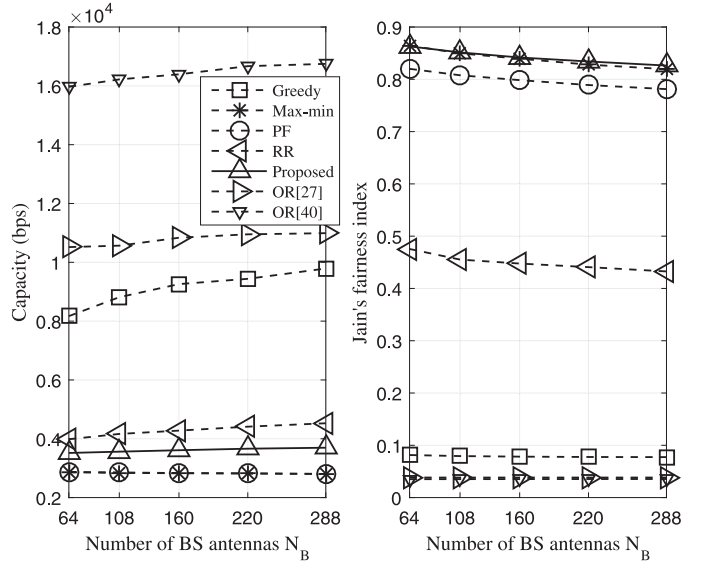 ×10⁴
1.8
1.6
1.4
1.2
1
0.8
0.6
0.4
0.2
64
108
160
220
288
Capacity (bps)
Number of BS antennas N_B
Greedy
Max-min
PF
RR
Proposed
OR[27]
OR[40]
0.9
0.8
0.7
0.6
0.5
0.4
0.3
0.2
0.1
0
64
108
160
220
288
Jain's fairness index
Number of BS antennas N_B